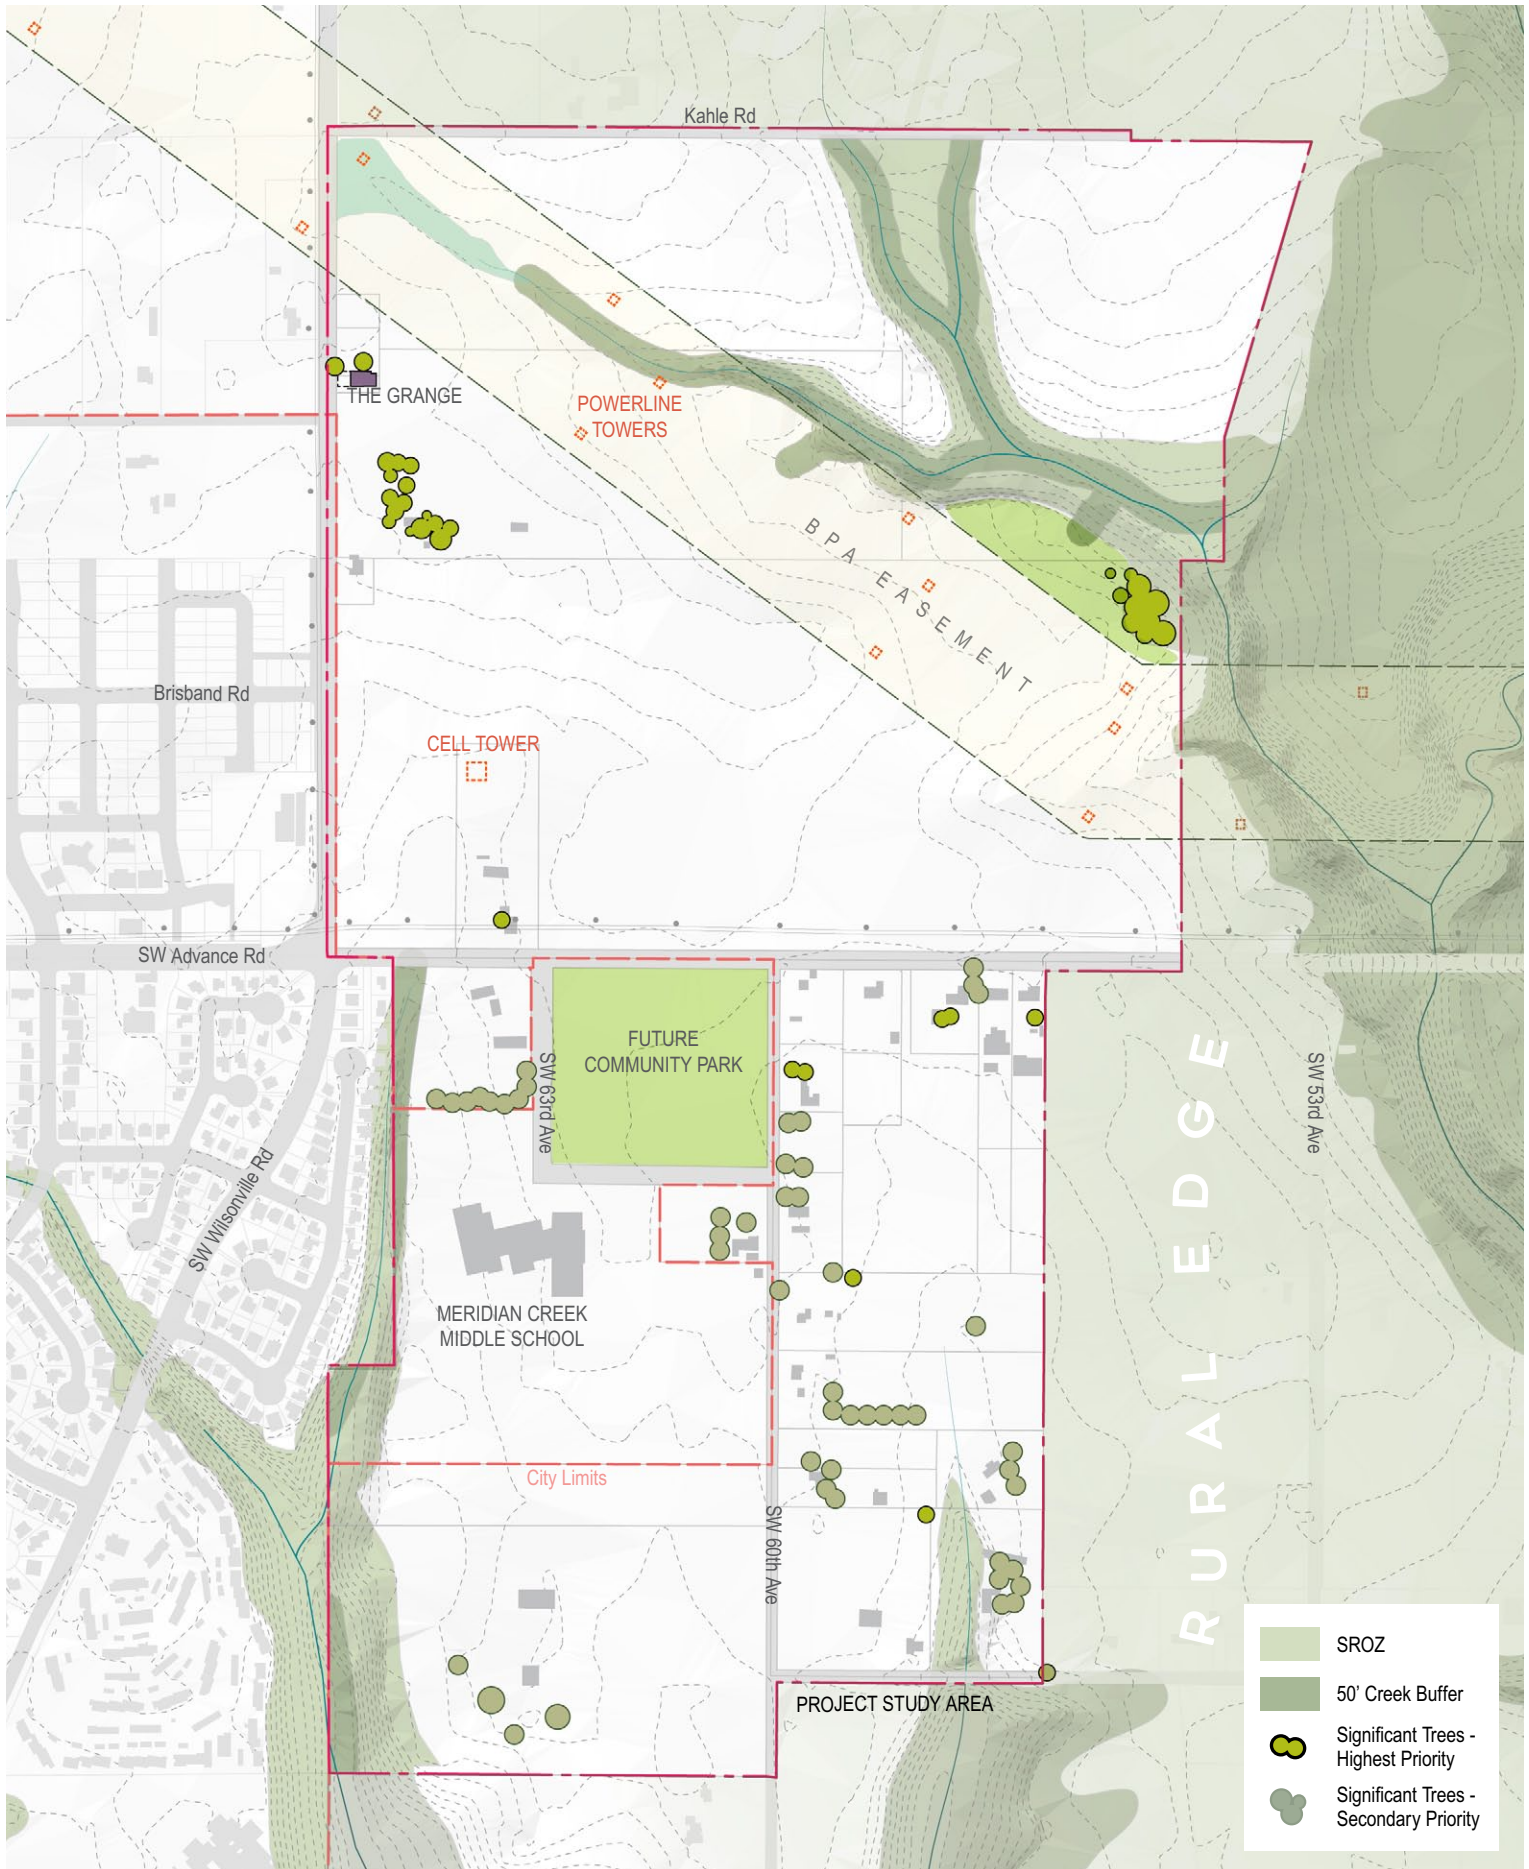 Kahle Rd
THE GRANGE
POWERLINE
TOWERS
BPA EASEMENT
Brisband Rd
CELL TOWER
SW Advance Rd
FUTURE
COMMUNITY PARK
SW 63rd Ave
SW 53rd Ave
RURAL EDGE
SW Wilsonville Rd
MERIDIAN CREEK
MIDDLE SCHOOL
City Limits
SW 60th Ave
PROJECT STUDY AREA
SROZ
50' Creek Buffer
Significant Trees -
Highest Priority
Significant Trees -
Secondary Priority